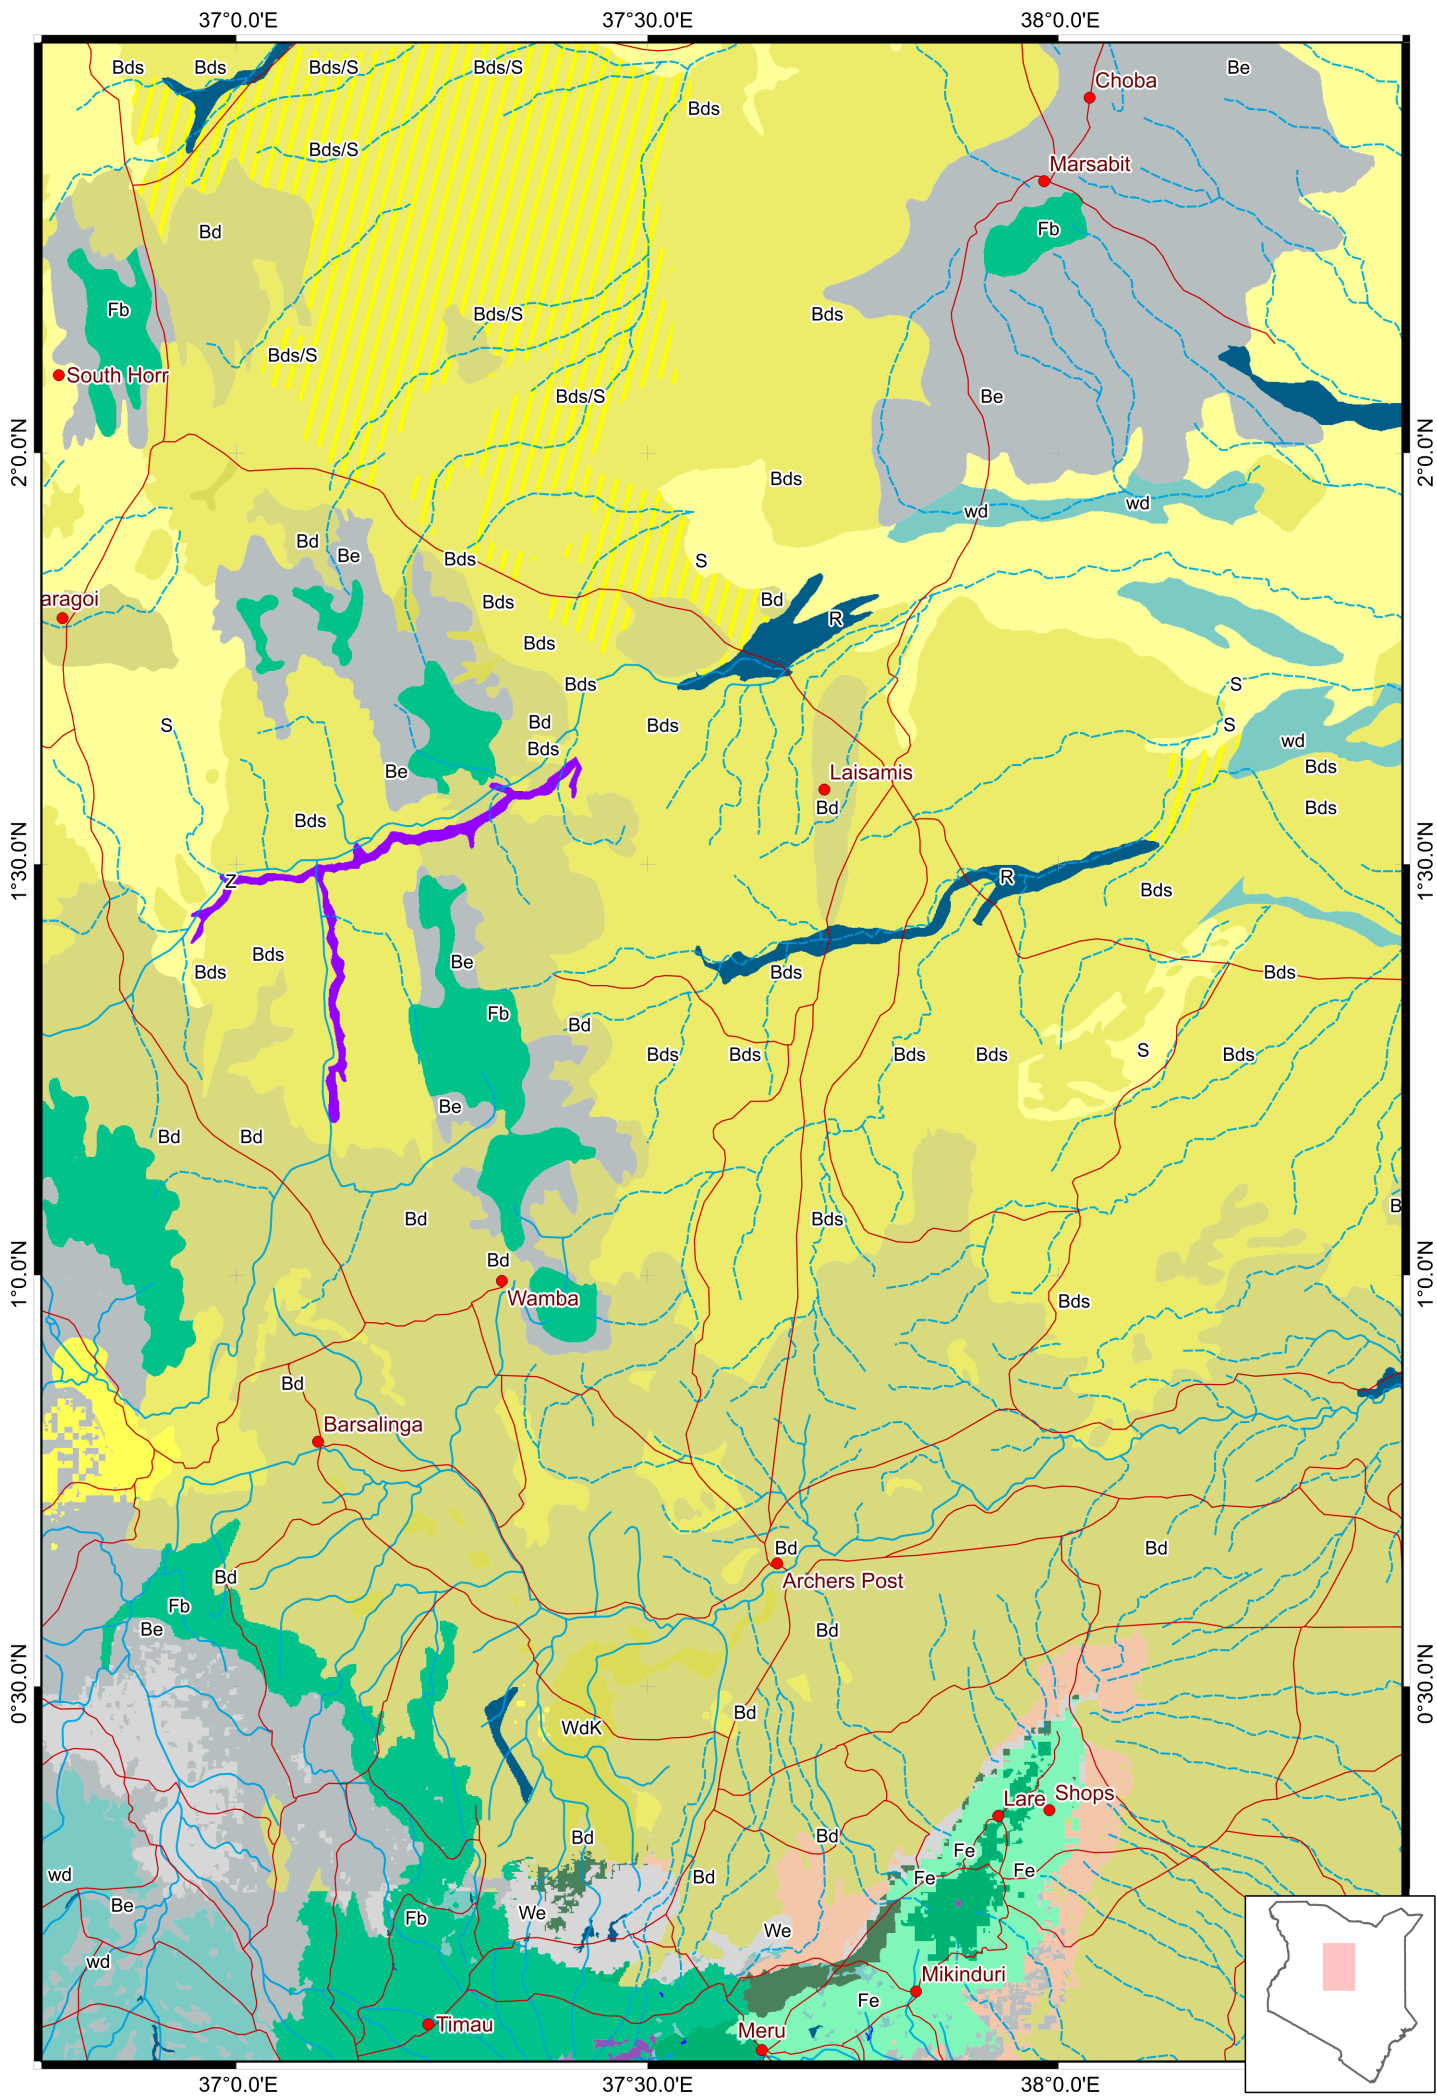 37°0.0'E 37°30.0'E 38°0.0'E
Bds Bds Bds/S Bds/S Be
Choba
Bds
Bds/S
Marsabit
Bd Fb
Fb Bds/S Bds
Bds/S
South Horr
Bds/S Be
2°0.0'N 2°0.0'N
Bds
wd wd
Bd Be Bds S
aragoi Bds Bd
R
Bds
Bds S
S Bd Bds S
Bds wd
Be Laisamis Bds
Bds Bd Bds
1°30.0'N 1°30.0'N
Z R Bds
Bds Be
Bds Bds Bds
Fb Bd
Bds Bds Bds Bds S Bds
Be
Bd Bd
B
Bd Bds
Bd
Wamba Bds
1°0.0'N 1°0.0'N
Bd
Barsalinga
Bd Bd
Archers Post
Bd
Fb
Be Bd
0°30.0'N 0°30.0'N
WdK Bd
Lare Shops
Bd Bd
Fe
wd Bd Fe Fe
Be Fb We We
wd
Mikinduri
Fe
Timau Meru
37°0.0'E 37°30.0'E 38°0.0'E